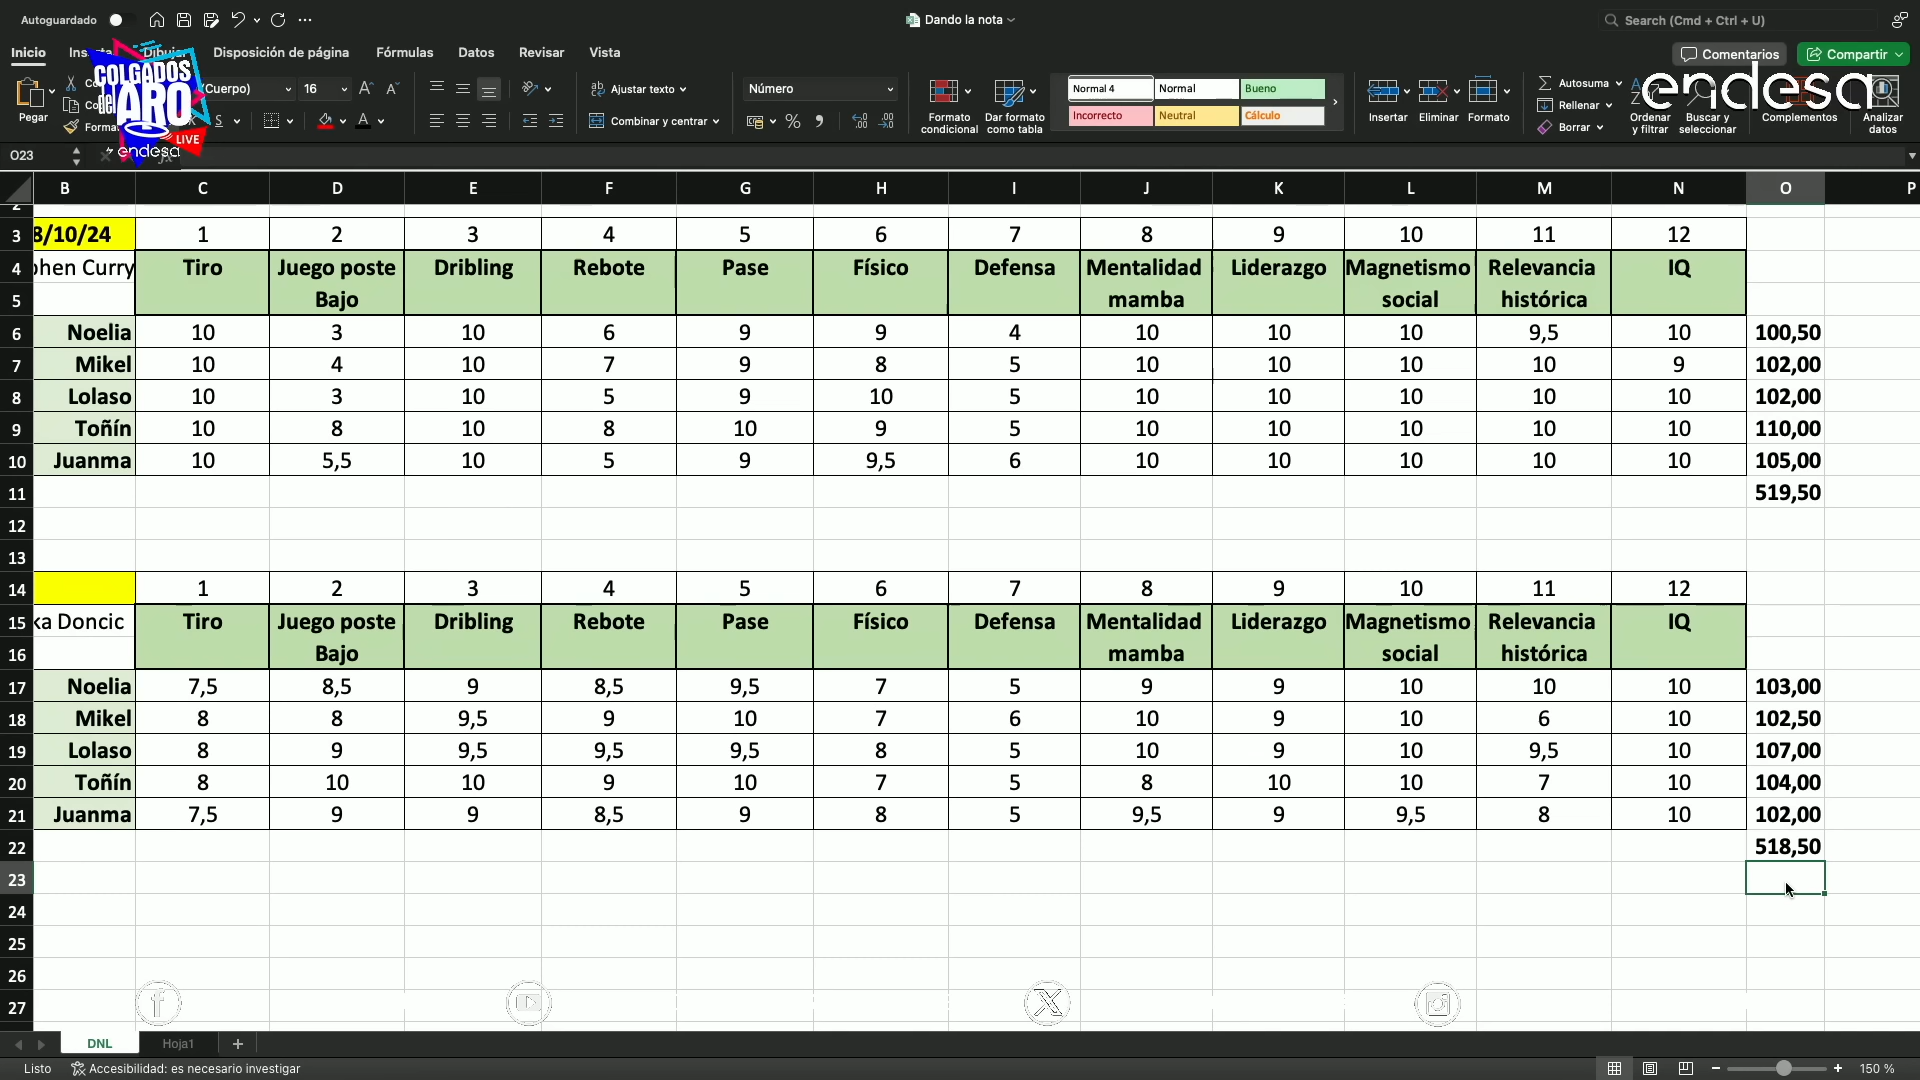 Autoguardado
Dando la nota
Search (Cmd + Ctrl + U)
Inicio Disposición de página Fórmulas Datos Revisar Vista
Comentarios Compartir
COLGADOS del ARO LIVE
endesa
endesa
Pegar
(Cuerpo) 16
Ajustar texto
Combinar y centrar
Número
Formato condicional
Dar formato como tabla
Normal 4 Normal Bueno
Incorrecto Neutral Cálculo
Insertar Eliminar Formato
Autosuma
Rellenar
Borrar
Ordenar y filtrar
Buscar y seleccionar
Complementos
Analizar datos
O23
B C D E F G H I J K L M N O P
2
3 8/10/24 1 2 3 4 5 6 7 8 9 10 11 12
4 phen Curry Tiro Juego poste Dribling Rebote Pase Físico Defensa Mentalidad Liderazgo Magnetismo Relevancia IQ
5 Bajo mamba social histórica
6 Noelia 10 3 10 6 9 9 4 10 10 10 9,5 10 100,50
7 Mikel 10 4 10 7 9 8 5 10 10 10 10 9 102,00
8 Lolaso 10 3 10 5 9 10 5 10 10 10 10 10 102,00
9 Toñín 10 8 10 8 10 9 5 10 10 10 10 10 110,00
10 Juanma 10 5,5 10 5 9 9,5 6 10 10 10 10 10 105,00
11 519,50
12
13
14 1 2 3 4 5 6 7 8 9 10 11 12
15 ka Doncic Tiro Juego poste Dribling Rebote Pase Físico Defensa Mentalidad Liderazgo Magnetismo Relevancia IQ
16 Bajo mamba social histórica
17 Noelia 7,5 8,5 9 8,5 9,5 7 5 9 9 10 10 10 103,00
18 Mikel 8 8 9,5 9 10 7 6 10 9 10 6 10 102,50
19 Lolaso 8 9 9,5 9,5 9,5 8 5 10 9 10 9,5 10 107,00
20 Toñín 8 10 10 9 10 7 5 8 10 10 7 10 104,00
21 Juanma 7,5 9 9 8,5 9 8 5 9,5 9 9,5 8 10 102,00
22 518,50
23
24
25
26
27
DNL Hoja1
Listo Accesibilidad: es necesario investigar
150 %